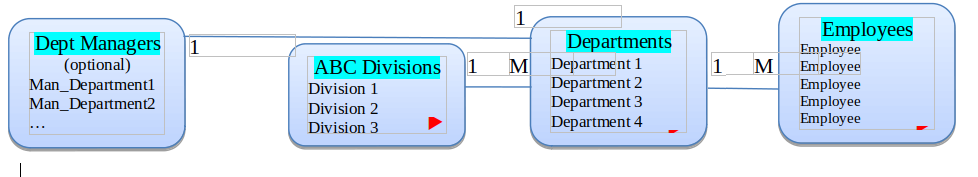 Dept Managers
(optional)
Man_Department1
Man_Department2
…
1
ABC Divisions
Division 1
Division 2
Division 3
1 M
1
Departments
Department 1
Department 2
Department 3
Department 4
1 M
Employees
Employee
Employee
Employee
Employee
Employee